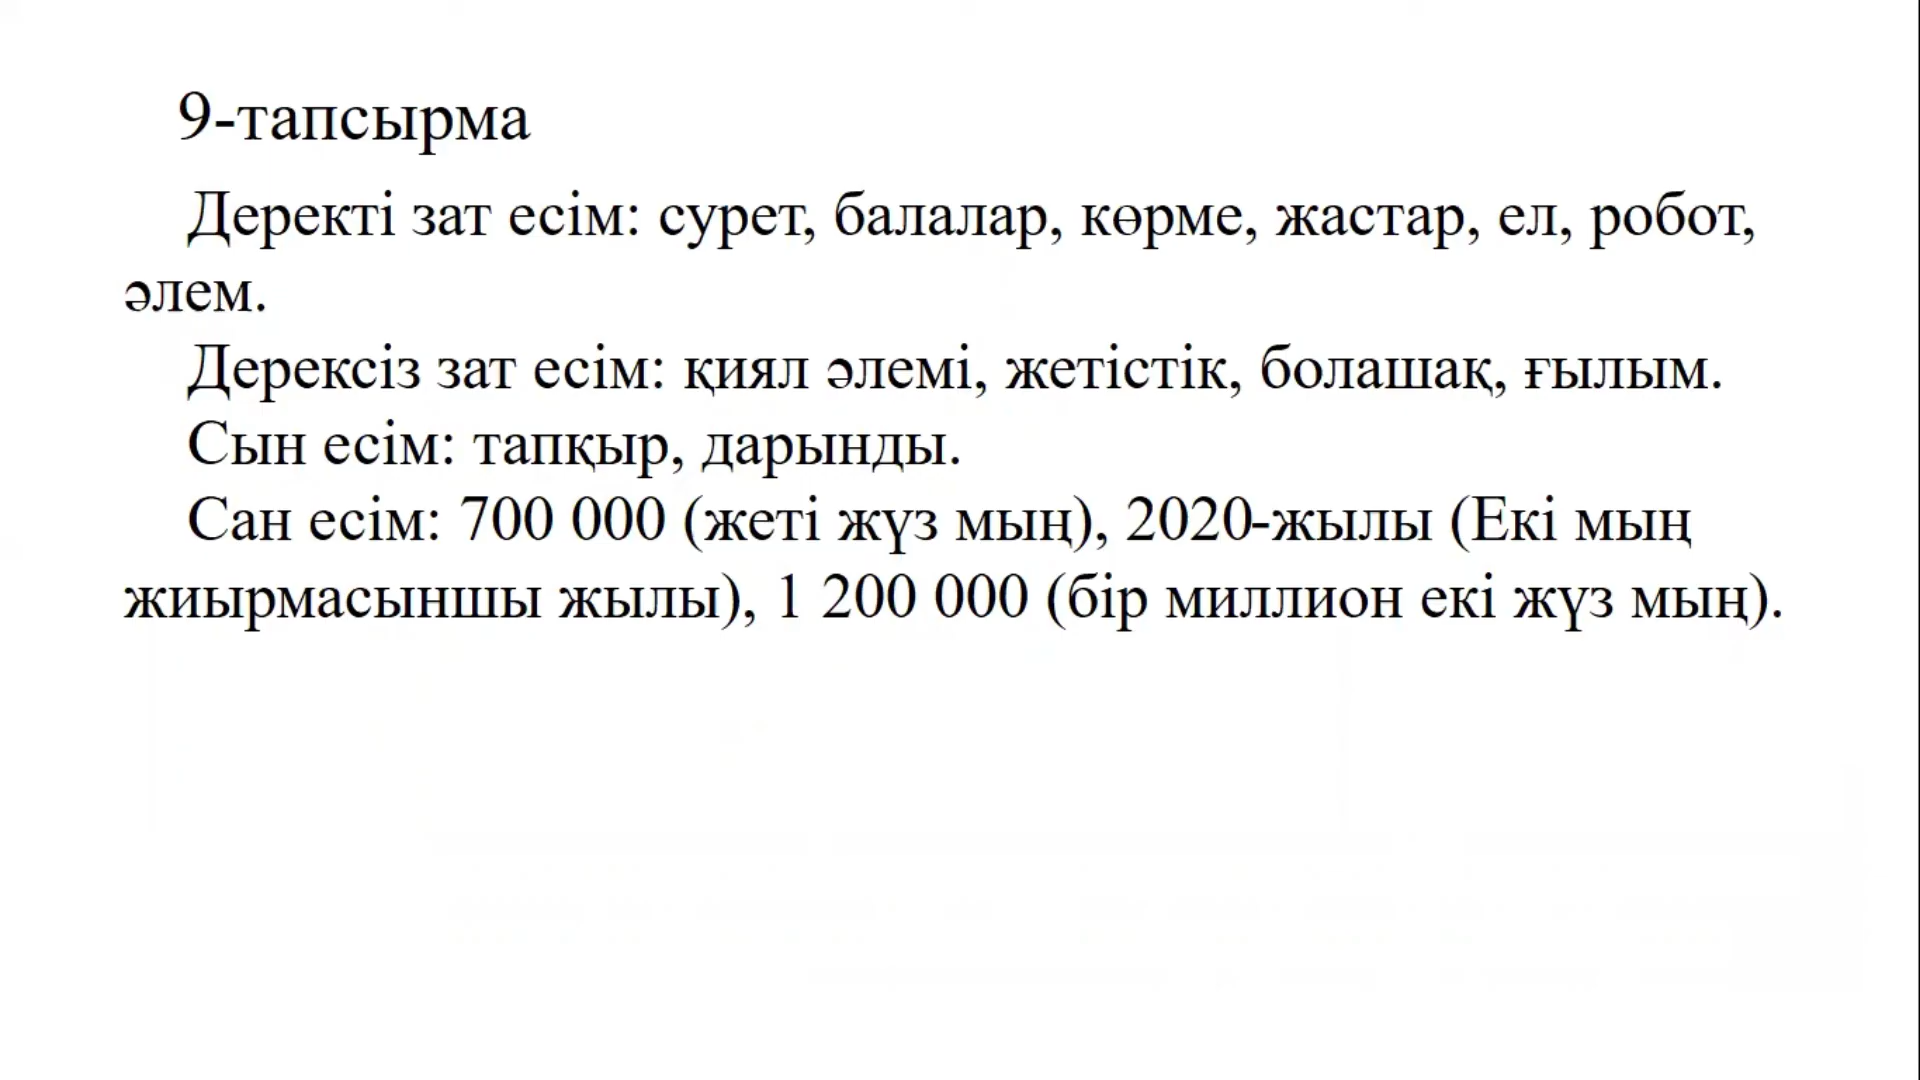 9-тапсырма
Деректі зат есім: сурет, балалар, көрме, жастар, ел, робот,
әлем.
Дерексіз зат есім: қиял әлемі, жетістік, болашақ, ғылым.
Сын есім: тапқыр, дарынды.
Сан есім: 700 000 (жеті жүз мың), 2020-жылы (Екі мың
жиырмасыншы жылы), 1 200 000 (бір миллион екі жүз мың).